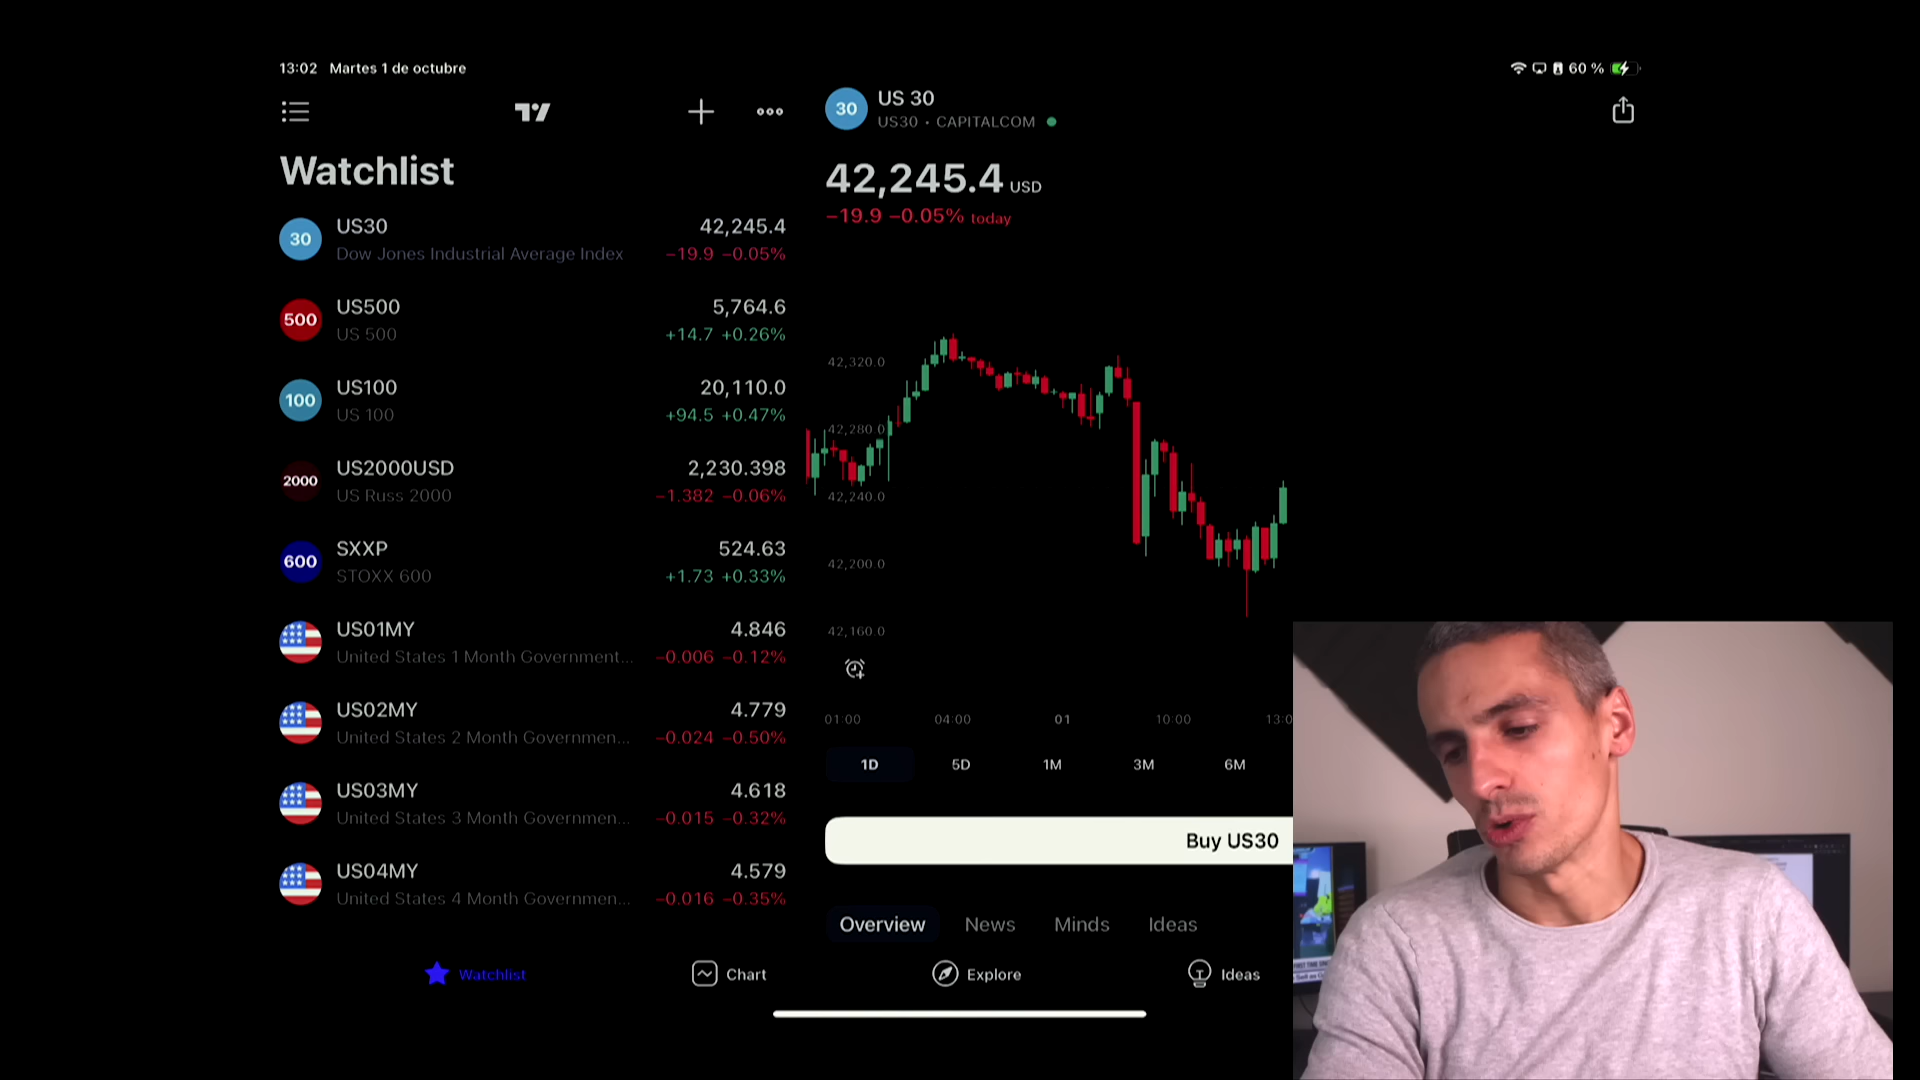 13:02 Martes 1 de octubre
60 %
Watchlist
30
US30
42,245.4
Dow Jones Industrial Average Index
−19.9 −0.05%
500
US500
5,764.6
US 500
+14.7 +0.26%
100
US100
20,110.0
US 100
+94.5 +0.47%
2000
US2000USD
2,230.398
US Russ 2000
−1.382 −0.06%
600
SXXP
524.63
STOXX 600
+1.73 +0.33%
US01MY
4.846
United States 1 Month Government...
−0.006 −0.12%
US02MY
4.779
United States 2 Month Governmen...
−0.024 −0.50%
US03MY
4.618
United States 3 Month Governmen...
−0.015 −0.32%
US04MY
4.579
United States 4 Month Governmen...
−0.016 −0.35%
30
US 30
US30 • CAPITALCOM
42,245.4 USD
−19.9 −0.05% today
42,320.0
42,280.0
42,240.0
42,200.0
42,160.0
01:00 04:00 01 10:00 13:0
1D 5D 1M 3M 6M
Buy US30
Overview News Minds Ideas
Watchlist Chart Explore Ideas